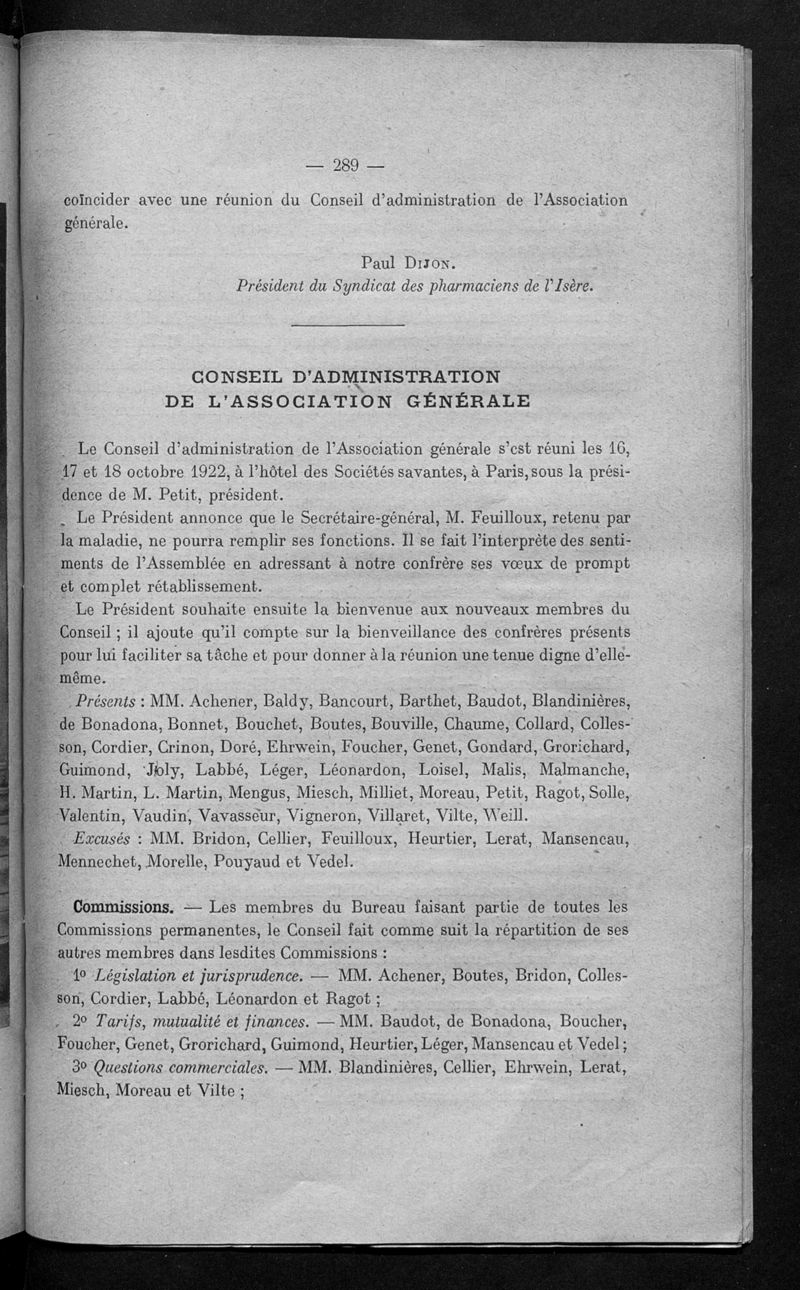 — 289 —
coïncider avec une réunion du Conseil d'administration de l'Association
générale.
Paul DIJON.
Président du Syndicat des pharmaciens de l'Isère.
CONSEIL D'ADMINISTRATION
DE L'ASSOCIATION GÉNÉRALE
Le Conseil d'administration de l'Association générale s'est réuni les 16,
17 et 18 octobre 1922, à l'hôtel des Sociétés savantes, à Paris, sous la prési-
dence de M. Petit, président.
Le Président annonce que le Secrétaire-général, M. Feuilloux, retenu par
la maladie, ne pourra remplir ses fonctions. Il se fait l'interprète des senti-
ments de l'Assemblée en adressant à notre confrère ses vœux de prompt
et complet rétablissement.
Le Président souhaite ensuite la bienvenue aux nouveaux membres du
Conseil ; il ajoute qu'il compte sur la bienveillance des confrères présents
pour lui faciliter sa tâche et pour donner à la réunion une tenue digne d'elle-
même.
Présents : MM. Achener, Baldy, Bancourt, Barthet, Baudot, Blandinières,
de Bonadona, Bonnet, Bouchet, Boutes, Bouville, Chaume, Collard, Colles-
son, Cordier, Crinon, Doré, Ehrwein, Foucher, Genet, Gondard, Grorichard,
Guimond, Joly, Labbé, Léger, Léonardon, Loisel, Malis, Malmanche,
H. Martin, L. Martin, Mengus, Miesch, Milliet, Moreau, Petit, Ragot, Solle,
Valentin, Vaudin, Vavasseur, Vigneron, Villaret, Vilte, Weill.
Excusés : MM. Bridon, Cellier, Feuilloux, Heurtier, Lerat, Mansencau,
Mennechet, Morelle, Pouyaud et Vedel.
Commissions. — Les membres du Bureau faisant partie de toutes les
Commissions permanentes, le Conseil fait comme suit la répartition de ses
autres membres dans lesdites Commissions :
1º Législation et jurisprudence. — MM. Achener, Boutes, Bridon, Colles-
son, Cordier, Labbé, Léonardon et Ragot ;
2º Tarifs, mutualité et finances. — MM. Baudot, de Bonadona, Boucher,
Foucher, Genet, Grorichard, Guimond, Heurtier, Léger, Mansencau et Vedel ;
3º Questions commerciales. — MM. Blandinières, Cellier, Ehrwein, Lerat,
Miesch, Moreau et Vilte ;